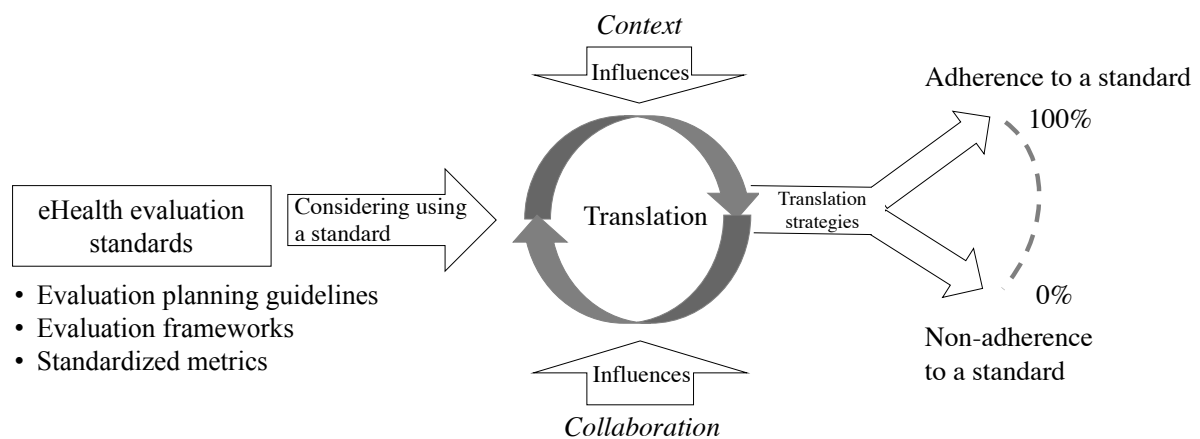 Context
Influences
Adherence to a standard
100%
eHealth evaluation
standards
Considering using
a standard
Translation
Translation
strategies
• Evaluation planning guidelines
• Evaluation frameworks
• Standardized metrics
0%
Non-adherence
to a standard
Influences
Collaboration